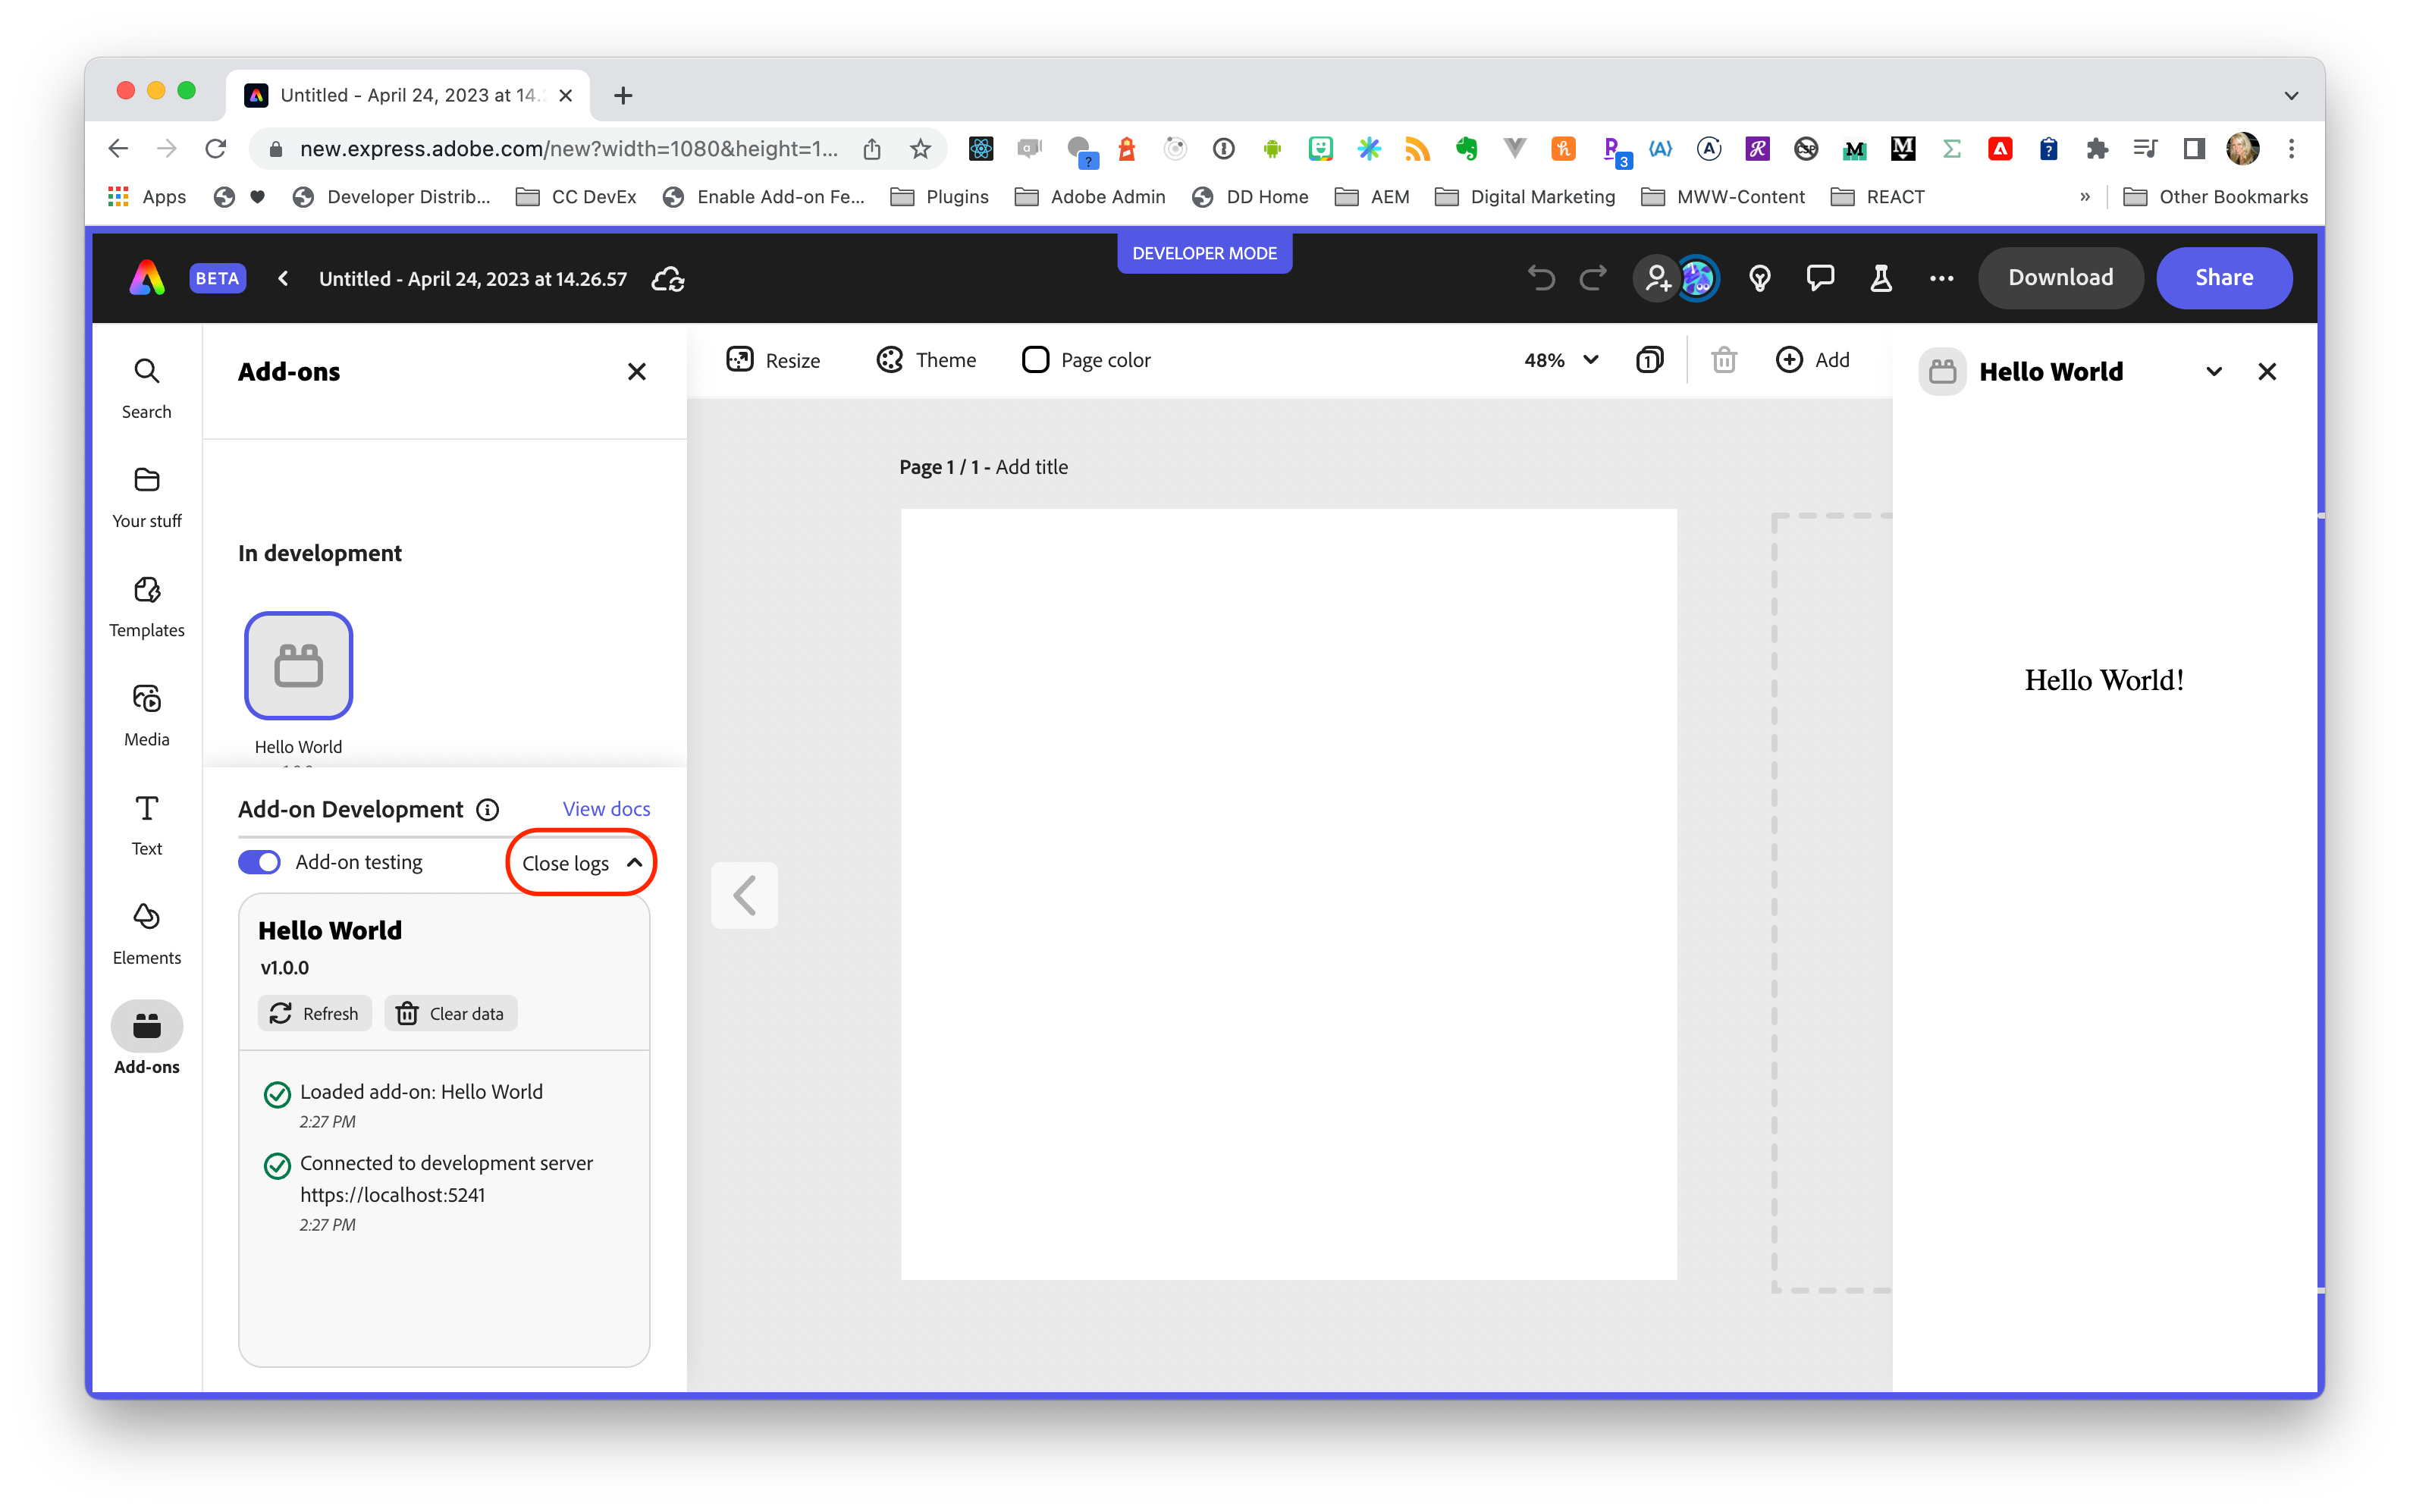 Untitled - April 24, 2023 at 14.
new.express.adobe.com/new?width=1080&height=1...
Apps
Developer Distrib...
CC DevEx
Enable Add-on Fe...
Plugins
Adobe Admin
DD Home
AEM
Digital Marketing
MWW-Content
REACT
»
Other Bookmarks
BETA
Untitled - April 24, 2023 at 14.26.57
DEVELOPER MODE
Download
Share
Search
Your stuff
Templates
Media
Text
Elements
Add-ons
Add-ons
In development
Hello World
Add-on Development
View docs
Add-on testing
Close logs
Hello World
v1.0.0
Refresh
Clear data
Loaded add-on: Hello World
2:27 PM
Connected to development server
https://localhost:5241
2:27 PM
Resize
Theme
Page color
48%
1
Add
Page 1 / 1 - Add title
Hello World
Hello World!